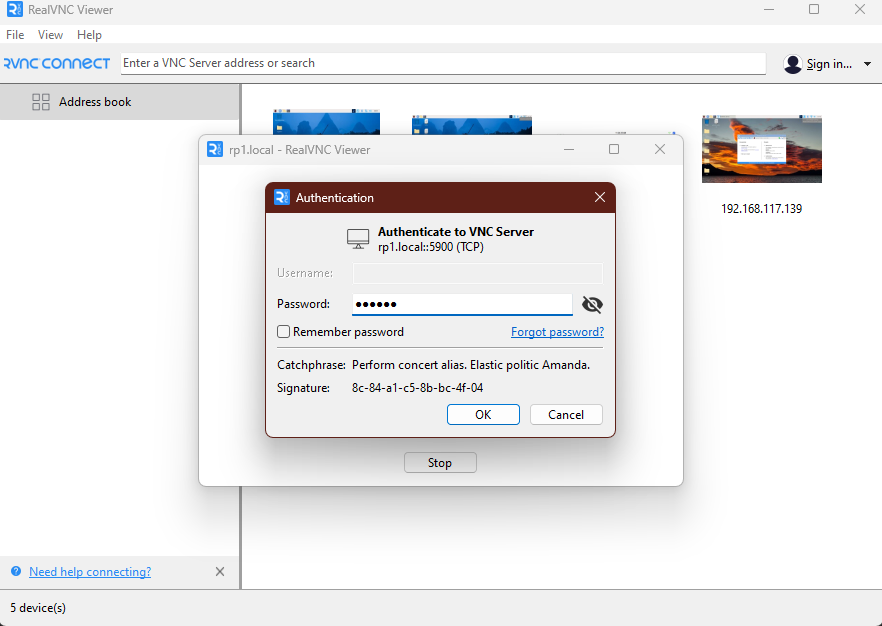 RealVNC Viewer
File View Help
RVNC CONNECT
Enter a VNC Server address or search
Sign in...
Address book
rp1.local - RealVNC Viewer
Authentication
Authenticate to VNC Server
rp1.local::5900 (TCP)
Username:
Password: ●●●●●●
Remember password
Forgot password?
Catchphrase: Perform concert alias. Elastic politic Amanda.
Signature: 8c-84-a1-c5-8b-bc-4f-04
OK Cancel
Stop
192.168.117.139
Need help connecting?
5 device(s)